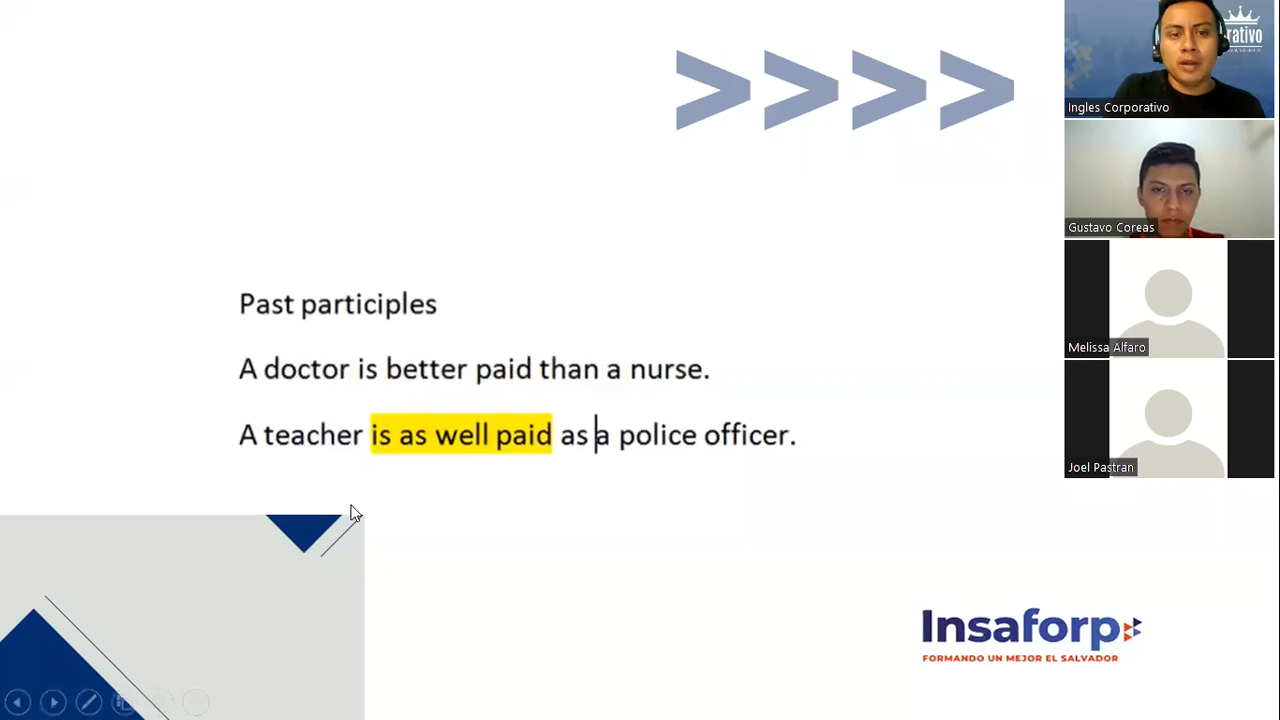 Past participles
A doctor is better paid than a nurse.
A teacher is as well paid as a police officer.
Insaforp
FORMANDO UN MEJOR EL SALVADOR
rativo
Ingles Corporativo
Gustavo Coreas
Melissa Alfaro
Joel Pastran